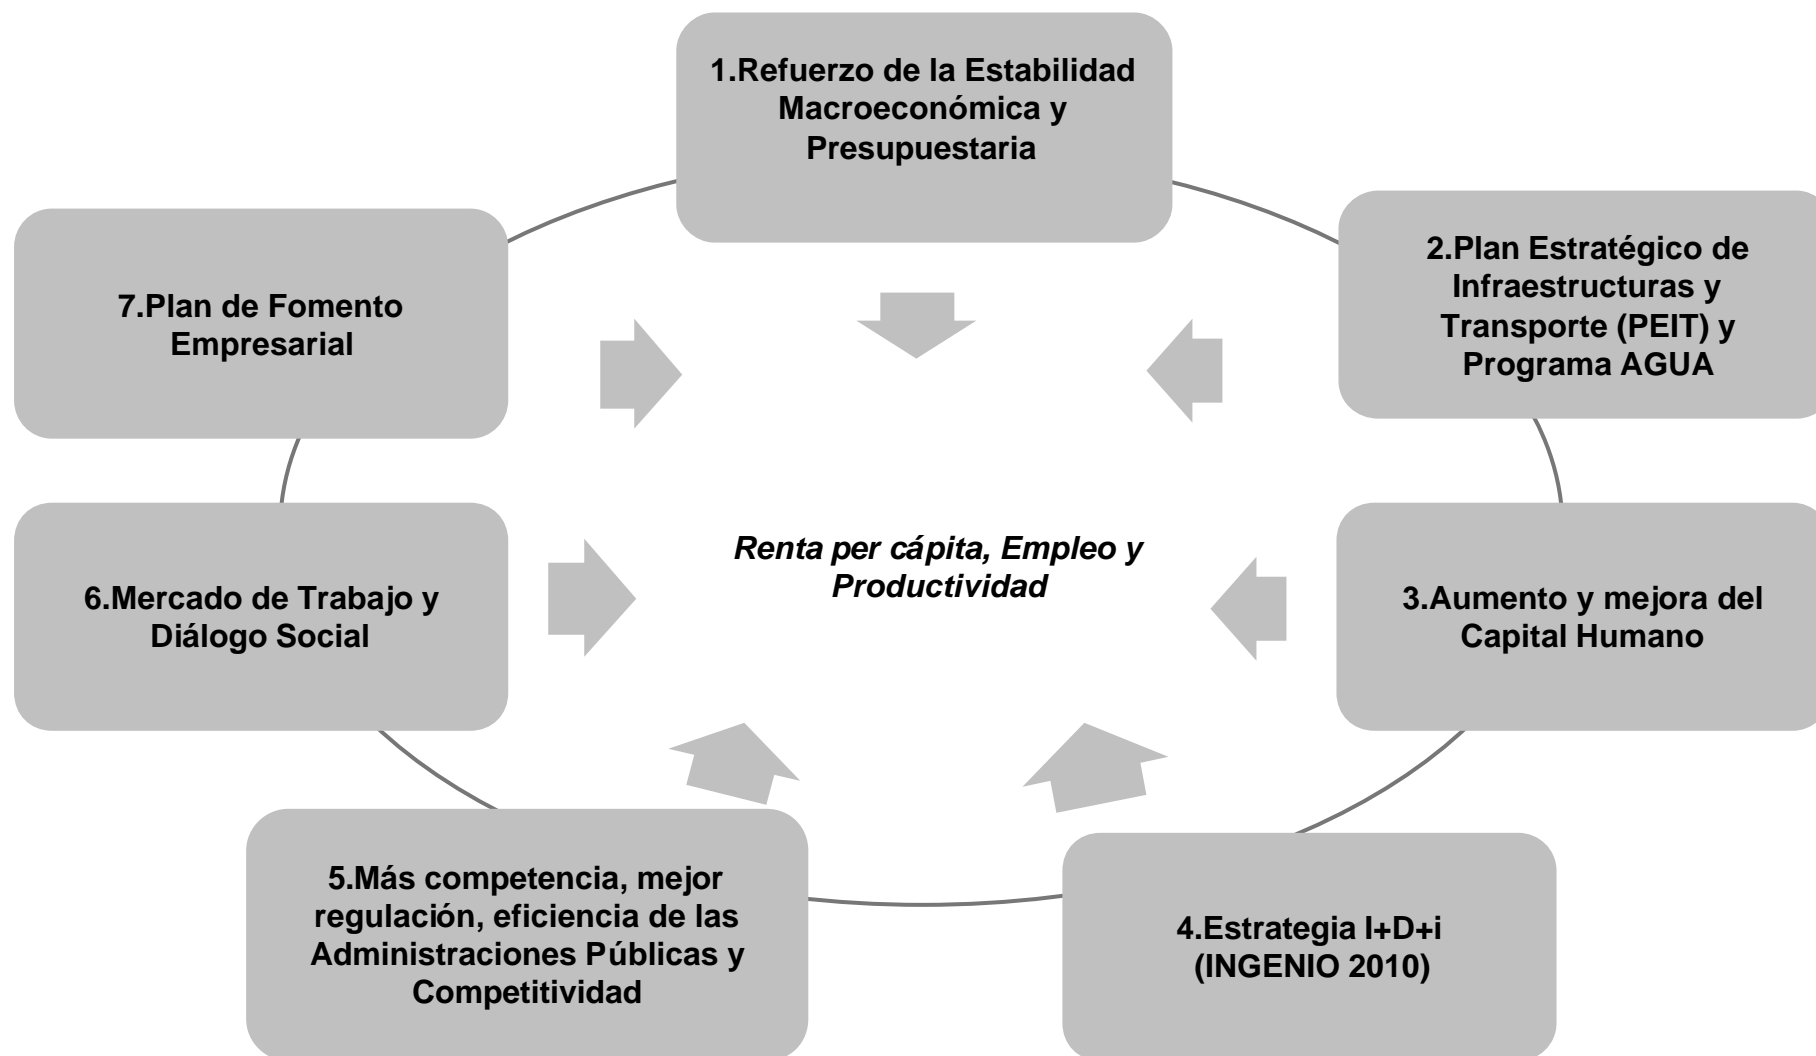 1.Refuerzo de la Estabilidad
Macroeconómica y
Presupuestaria
2.Plan Estratégico de
Infraestructuras y
Transporte (PEIT) y
Programa AGUA
3.Aumento y mejora del
Capital Humano
4.Estrategia I+D+i
(INGENIO 2010)
5.Más competencia, mejor
regulación, eficiencia de las
Administraciones Públicas y
Competitividad
6.Mercado de Trabajo y
Diálogo Social
7.Plan de Fomento
Empresarial
Renta per cápita, Empleo y
Productividad